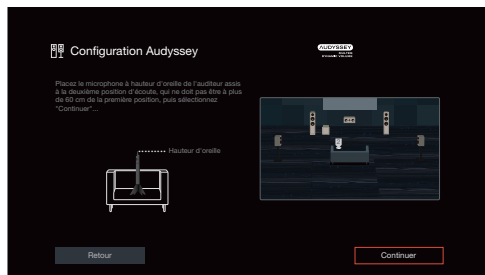 Configuration Audyssey
AUDYSSEY
Placez le microphone à hauteur d'oreille de l'auditeur assis
à la deuxième position d'écoute, qui ne doit pas être à plus
de 60 cm de la première position, puis sélectionnez
"Continuer"...
Hauteur d'oreille
Retour
Continuer